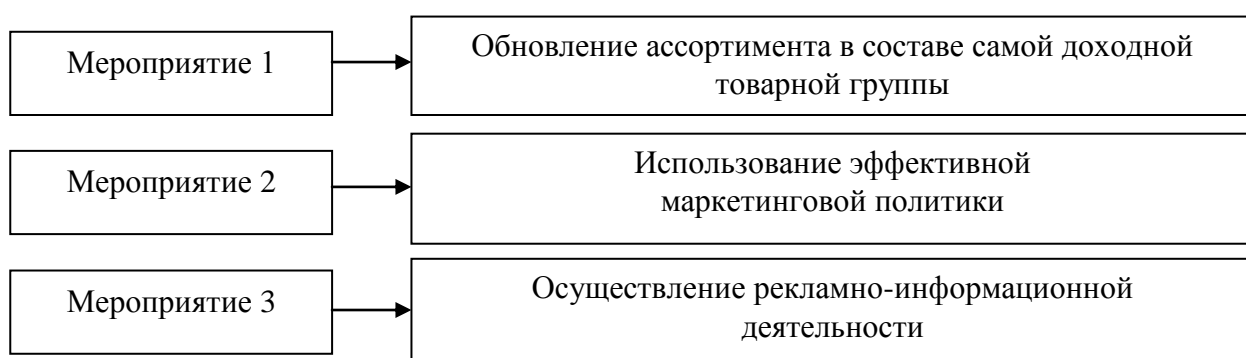 Мероприятие 1
Обновление ассортимента в составе самой доходной
товарной группы
Мероприятие 2
Использование эффективной
маркетинговой политики
Мероприятие 3
Осуществление рекламно-информационной
деятельности